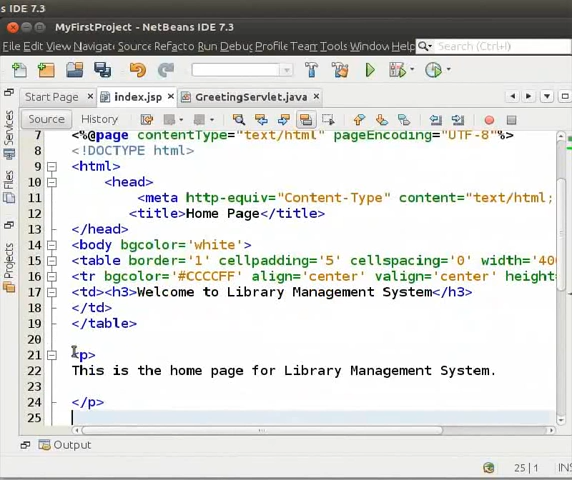 s IDE 7.3
MyFirstProject - NetBeans IDE 7.3
File Edit View Navigate Source Refacto Run Debug Profile Team Tools Window Help Search (Ctrl+I)
Start Page index.jsp GreetingServlet.java
Source History
Services
Files
Projects
7 <%@page contentType="text/html" pageEncoding="UTF-8"%>
8 <!DOCTYPE html>
9 <html>
10 <head>
11 <meta http-equiv="Content-Type" content="text/html;
12 <title>Home Page</title>
13 </head>
14 <body bgcolor='white'>
15 <table border='1' cellpadding='5' cellspacing='0' width='400
16 <tr bgcolor='#CCCCFF' align='center' valign='center' height=
17 <td><h3>Welcome to Library Management System</h3>
18 </td>
19 </table>
20
21 <p>
22 This is the home page for Library Management System.
24 </p>
25
Output
25 | 1 INS